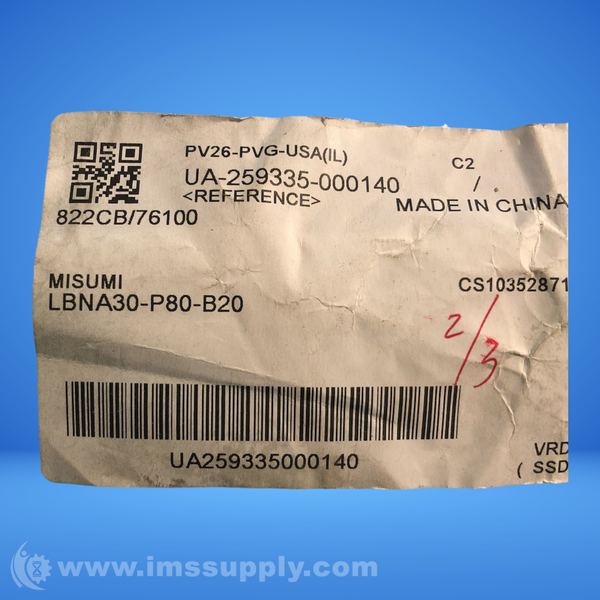 PV26-PVG-USA(IL)
C2
UA-259335-000140
/
<REFERENCE>
MADE IN CHINA
822CB/76100
MISUMI
CS10352871
LBNA30-P80-B20
2/3
UA259335000140
VRD
( SSD
www.imssupply.com